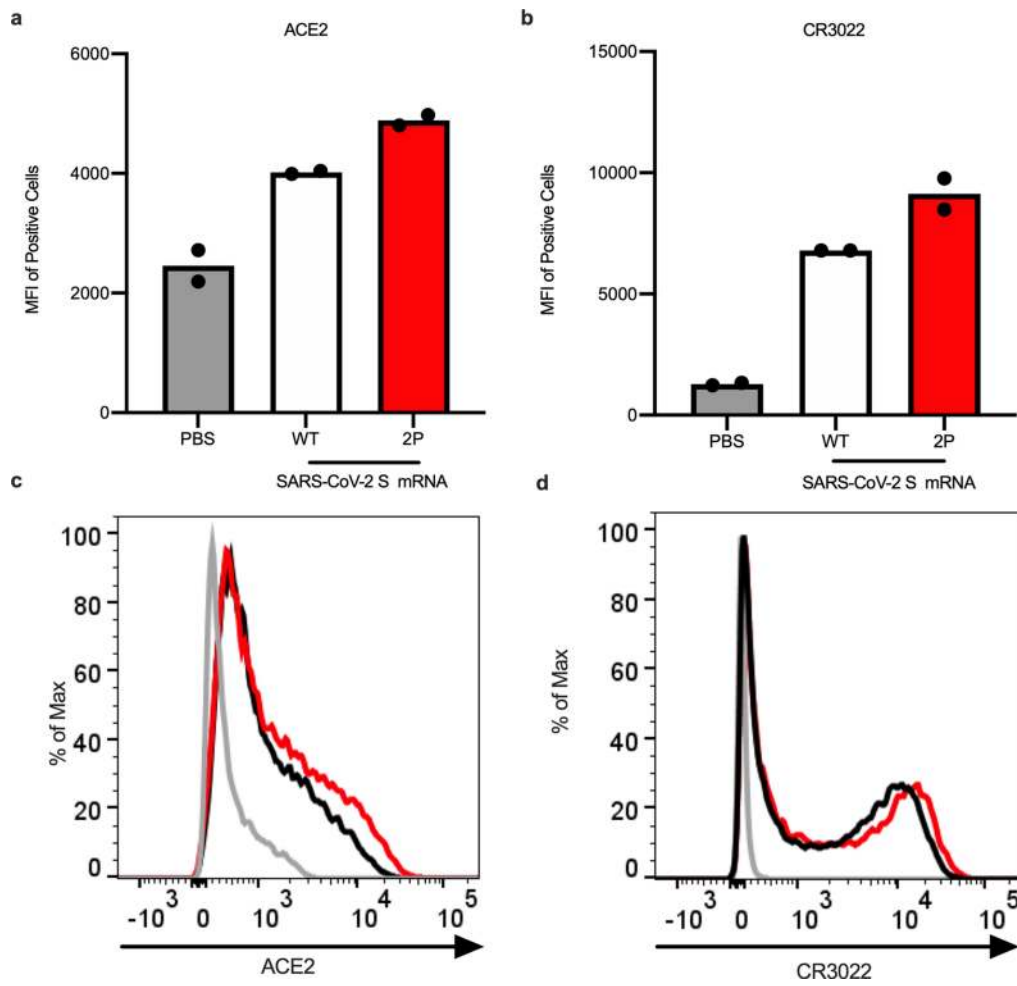 a
ACE2
6000
4000
2000
0
MFI of Positive Cells
PBS
WT
2P
SARS-CoV-2 S mRNA
b
CR3022
15000
10000
5000
0
MFI of Positive Cells
PBS
WT
2P
SARS-CoV-2 S mRNA
c
100
80
60
40
20
0
% of Max
-10 3
0
10 3
10 4
10 5
ACE2
d
100
80
60
40
20
0
% of Max
-10 3
0
10 3
10 4
10 5
CR3022